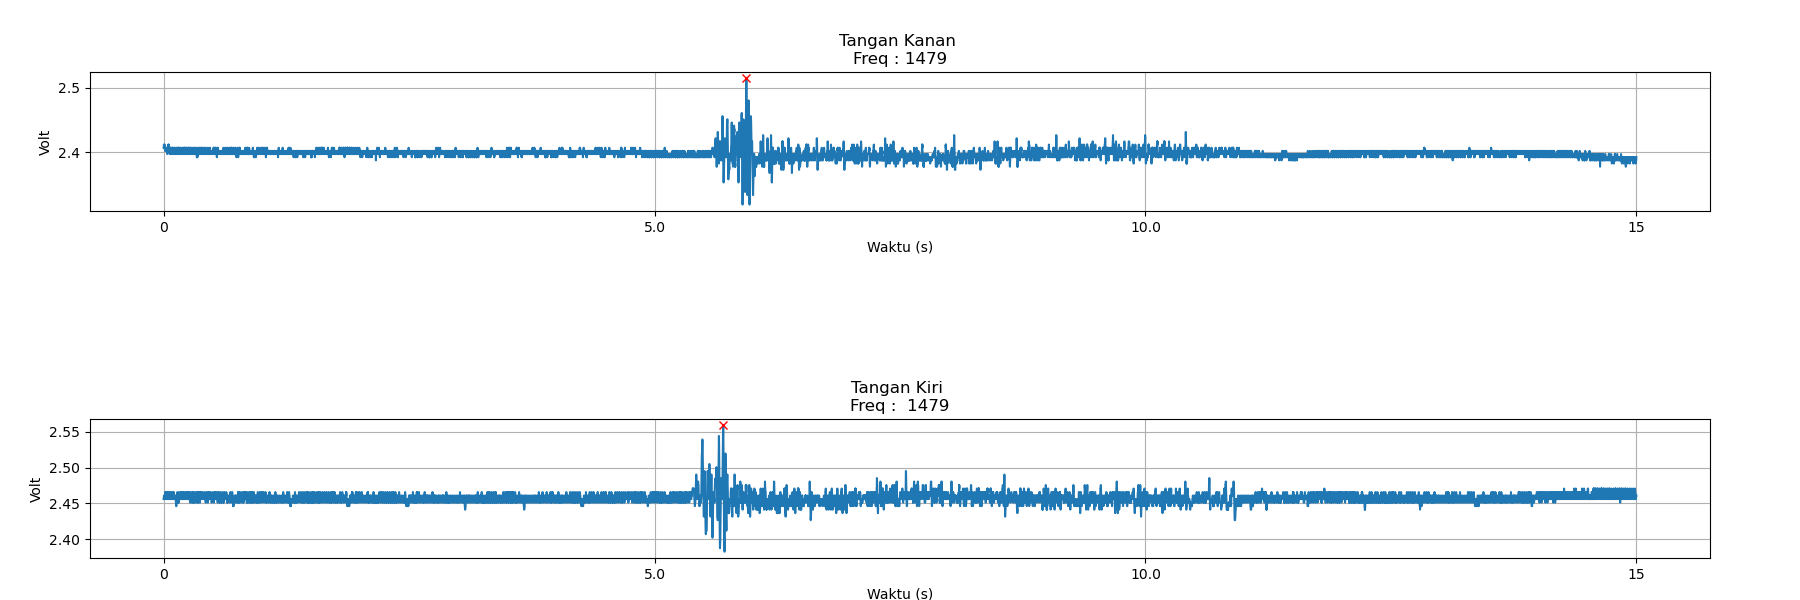 Tangan Kanan
Freq : 1479
2.5
2.4
Volt
0 5.0 10.0 15
Waktu (s)
Tangan Kiri
Freq :  1479
2.55
2.50
2.45
2.40
Volt
0 5.0 10.0 15
Waktu (s)